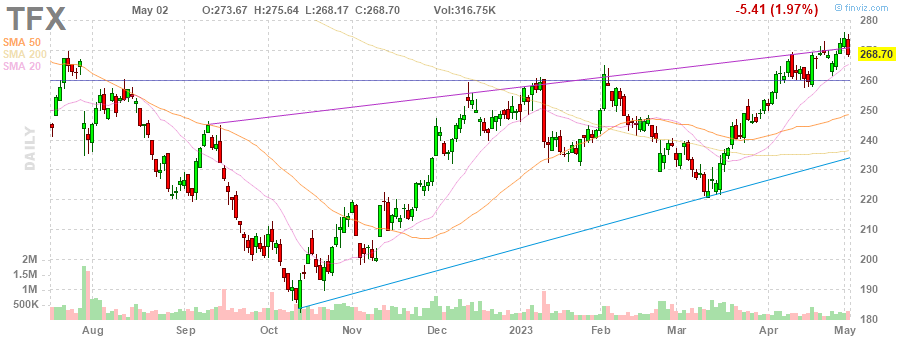 TFX May 02 O:273.67 H:275.64 L:268.17 C:268.70 Vol:316.75K -5.41 (1.97%) © finviz.com
SMA 50
SMA 200
SMA 20
DAILY
280
268.70
260
250
240
230
220
210
200
190
180
2M
1.5M
1M
500K
Aug Sep Oct Nov Dec 2023 Feb Mar Apr May